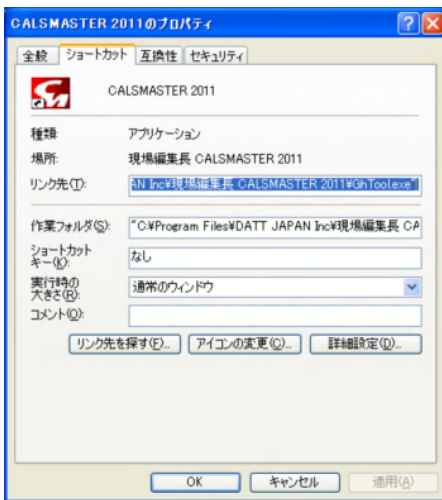 CALSMASTER 2011のプロパティ
全般 ショートカット 互換性 セキュリティ
CALSMASTER 2011
種類: アプリケーション
場所: 現場編集長 CALSMASTER 2011
リンク先(T): AN Inc¥現場編集長 CALSMASTER 2011¥GhTool.exe"
作業フォルダ(S): "C:¥Program Files¥DATT JAPAN Inc¥現場編集長 CA
ショートカット
キー(K): なし
実行時の
大きさ(R): 通常のウィンドウ
コメント(O):
リンク先を探す(F)... アイコンの変更(C)... 詳細設定(D)...
OK キャンセル 適用(A)